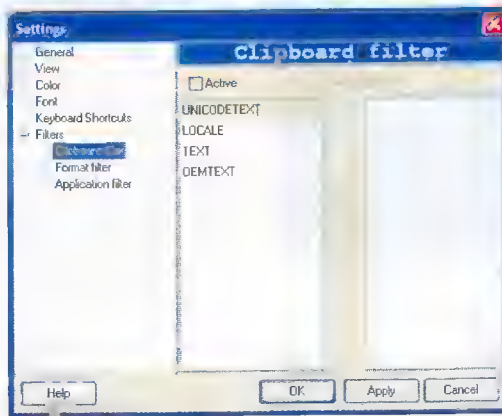 Settings
Clipboard filter
General
View
Color
Font
Keyboard Shortcuts
Filters
Format filter
Application filter
Active
UNICODETEXT
LOCALE
TEXT
OEMTEXT
Help
OK
Apply
Cancel